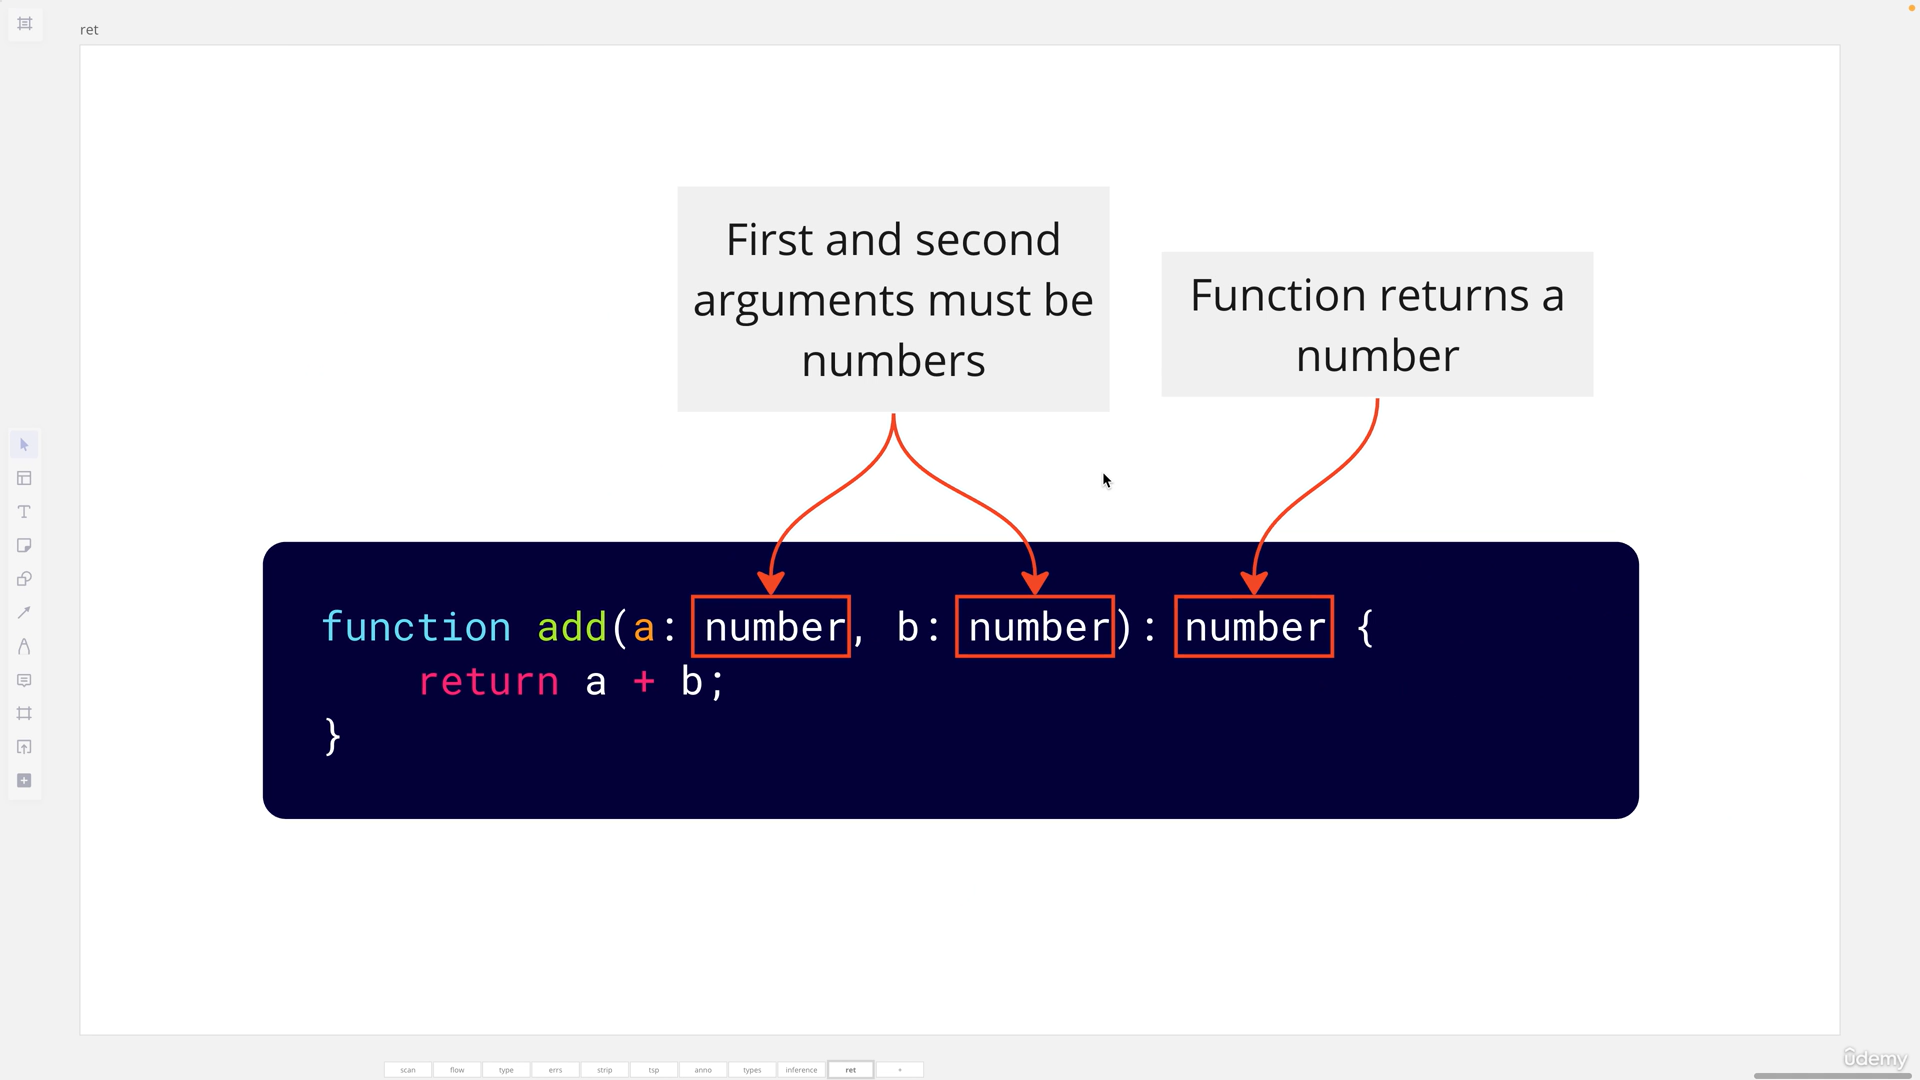 ret
First and second
arguments must be
numbers
Function returns a
number
function add(a: number, b: number): number {
return a + b;
}
scan flow type errs strip tsp anno types inference ret +
ûdemy